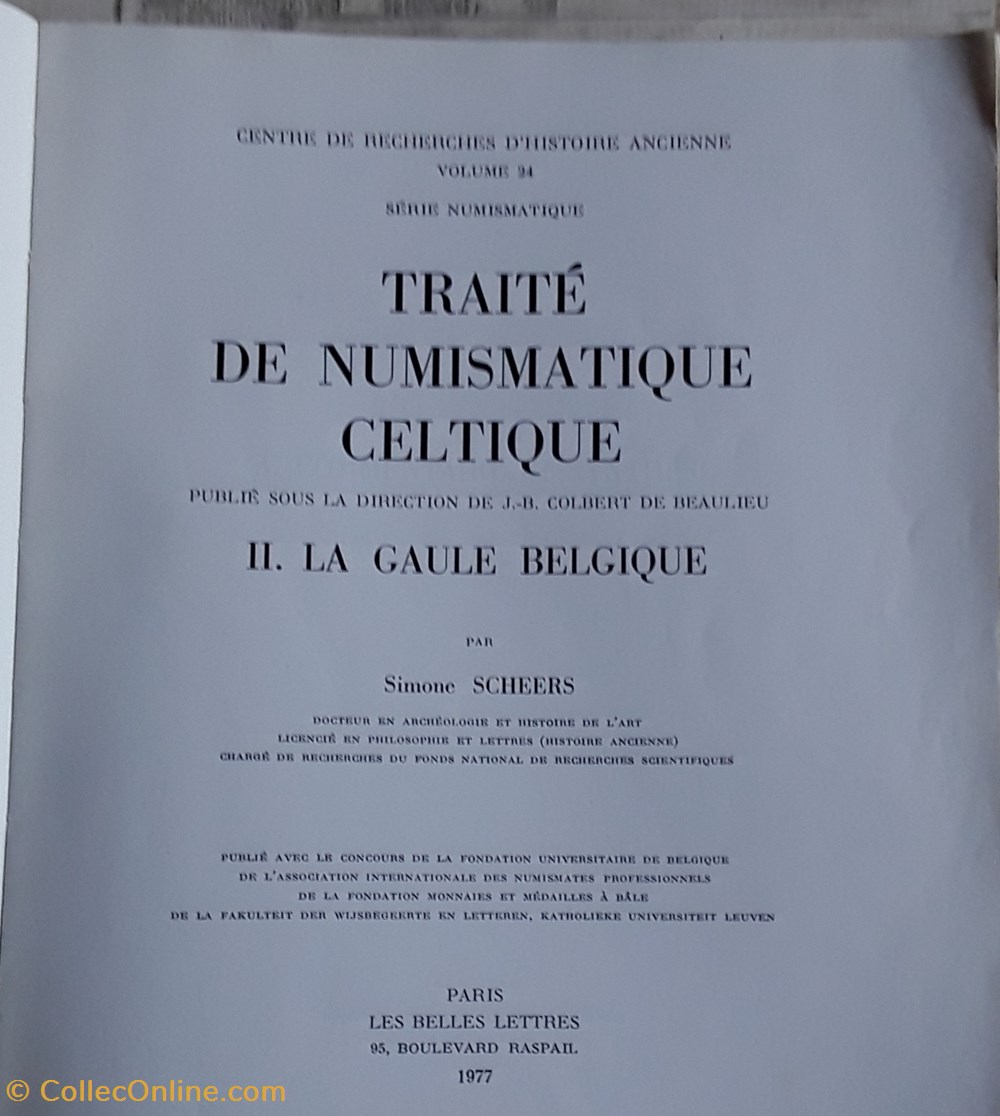 CENTRE DE RECHERCHES D'HISTOIRE ANCIENNE
VOLUME 24
SÉRIE NUMISMATIQUE
TRAITÉ
DE NUMISMATIQUE
CELTIQUE
PUBLIÉ SOUS LA DIRECTION DE J.-B. COLBERT DE BEAULIEU
II. LA GAULE BELGIQUE
PAR
Simone SCHEERS
DOCTEUR EN ARCHÉOLOGIE ET HISTOIRE DE L'ART
LICENCIÉ EN PHILOSOPHIE ET LETTRES (HISTOIRE ANCIENNE)
CHARGÉ DE RECHERCHES DU FONDS NATIONAL DE RECHERCHES SCIENTIFIQUES
PUBLIÉ AVEC LE CONCOURS DE LA FONDATION UNIVERSITAIRE DE BELGIQUE
DE L'ASSOCIATION INTERNATIONALE DES NUMISMATES PROFESSIONNELS
DE LA FONDATION MONNAIES ET MÉDAILLES À BÂLE
DE LA FAKULTEIT DER WIJSBEGEERTE EN LETTEREN, KATHOLIEKE UNIVERSITEIT LEUVEN
PARIS
LES BELLES LETTRES
95, BOULEVARD RASPAIL
1977
© CollecOnline.com